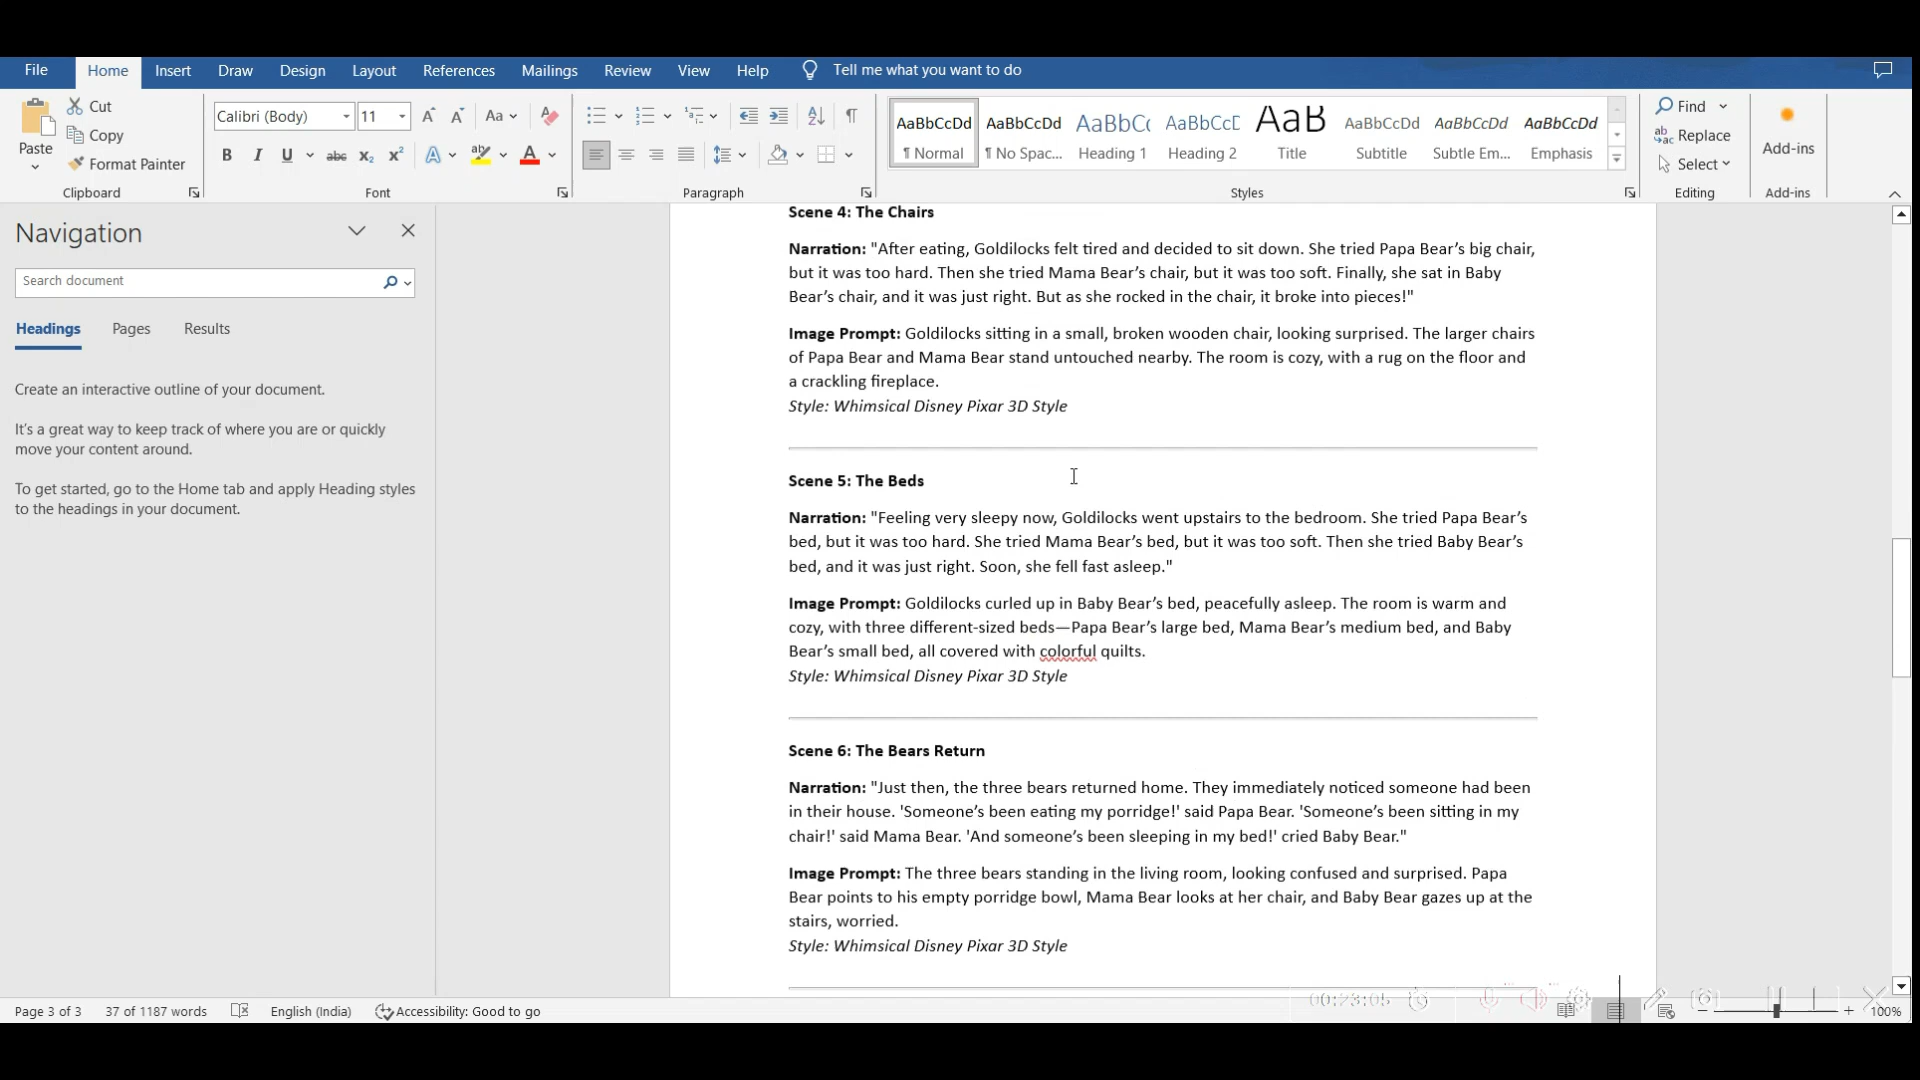 File Home Insert Draw Design Layout References Mailings Review View Help Tell me what you want to do
Paste Cut Copy Format Painter
Clipboard
Calibri (Body) 11 Aa
B I U abc x₂ x² A ab A
Font
Paragraph
AaBbCcDd AaBbCcDd AaBbCc AaBbCcE AaB AaBbCcDd AaBbCcDd AaBbCcDd
¶ Normal ¶ No Spac... Heading 1 Heading 2 Title Subtitle Subtle Em... Emphasis
Styles
Find
Replace
Select
Editing
Add-ins
Add-ins
Navigation
Search document
Headings Pages Results
Create an interactive outline of your document.
It's a great way to keep track of where you are or quickly
move your content around.
To get started, go to the Home tab and apply Heading styles
to the headings in your document.
Scene 4: The Chairs
Narration: "After eating, Goldilocks felt tired and decided to sit down. She tried Papa Bear’s big chair,
but it was too hard. Then she tried Mama Bear’s chair, but it was too soft. Finally, she sat in Baby
Bear’s chair, and it was just right. But as she rocked in the chair, it broke into pieces!"
Image Prompt: Goldilocks sitting in a small, broken wooden chair, looking surprised. The larger chairs
of Papa Bear and Mama Bear stand untouched nearby. The room is cozy, with a rug on the floor and
a crackling fireplace.
Style: Whimsical Disney Pixar 3D Style
Scene 5: The Beds
Narration: "Feeling very sleepy now, Goldilocks went upstairs to the bedroom. She tried Papa Bear’s
bed, but it was too hard. She tried Mama Bear’s bed, but it was too soft. Then she tried Baby Bear’s
bed, and it was just right. Soon, she fell fast asleep."
Image Prompt: Goldilocks curled up in Baby Bear’s bed, peacefully asleep. The room is warm and
cozy, with three different-sized beds—Papa Bear’s large bed, Mama Bear’s medium bed, and Baby
Bear’s small bed, all covered with colorful quilts.
Style: Whimsical Disney Pixar 3D Style
Scene 6: The Bears Return
Narration: "Just then, the three bears returned home. They immediately noticed someone had been
in their house. 'Someone’s been eating my porridge!' said Papa Bear. 'Someone’s been sitting in my
chair!' said Mama Bear. 'And someone’s been sleeping in my bed!' cried Baby Bear."
Image Prompt: The three bears standing in the living room, looking confused and surprised. Papa
Bear points to his empty porridge bowl, Mama Bear looks at her chair, and Baby Bear gazes up at the
stairs, worried.
Style: Whimsical Disney Pixar 3D Style
00:23:05
Page 3 of 3 37 of 1187 words English (India) Accessibility: Good to go 100%